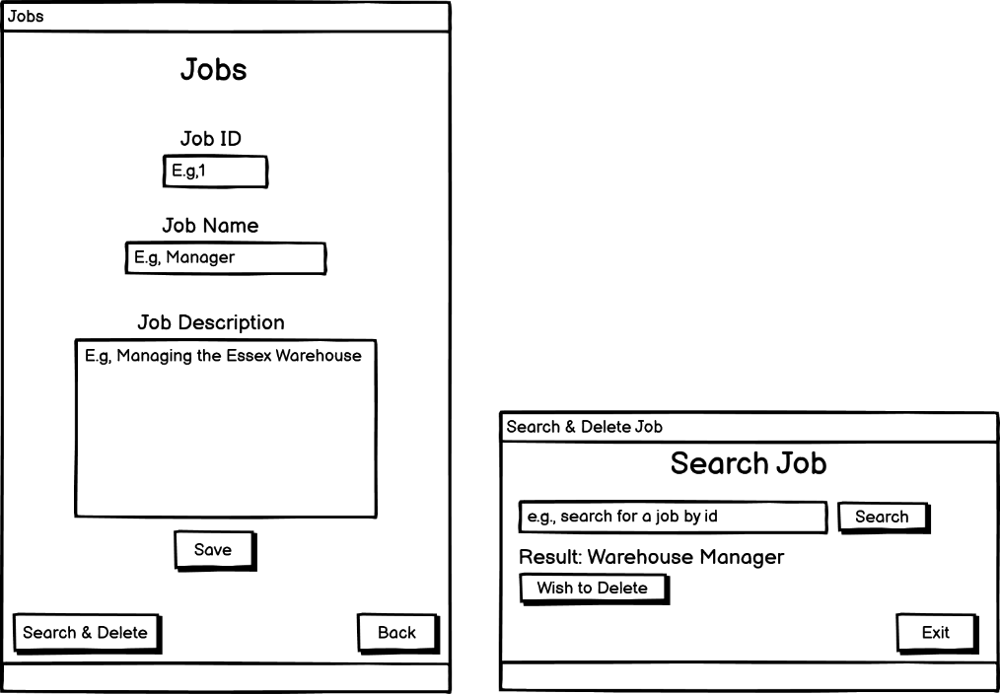 Jobs
Jobs
Job ID
E.g,1
Job Name
E.g, Manager
Job Description
E.g, Managing the Essex Warehouse
Save
Search & Delete
Back
Search & Delete Job
Search Job
e.g., search for a job by id
Search
Result: Warehouse Manager
Wish to Delete
Exit